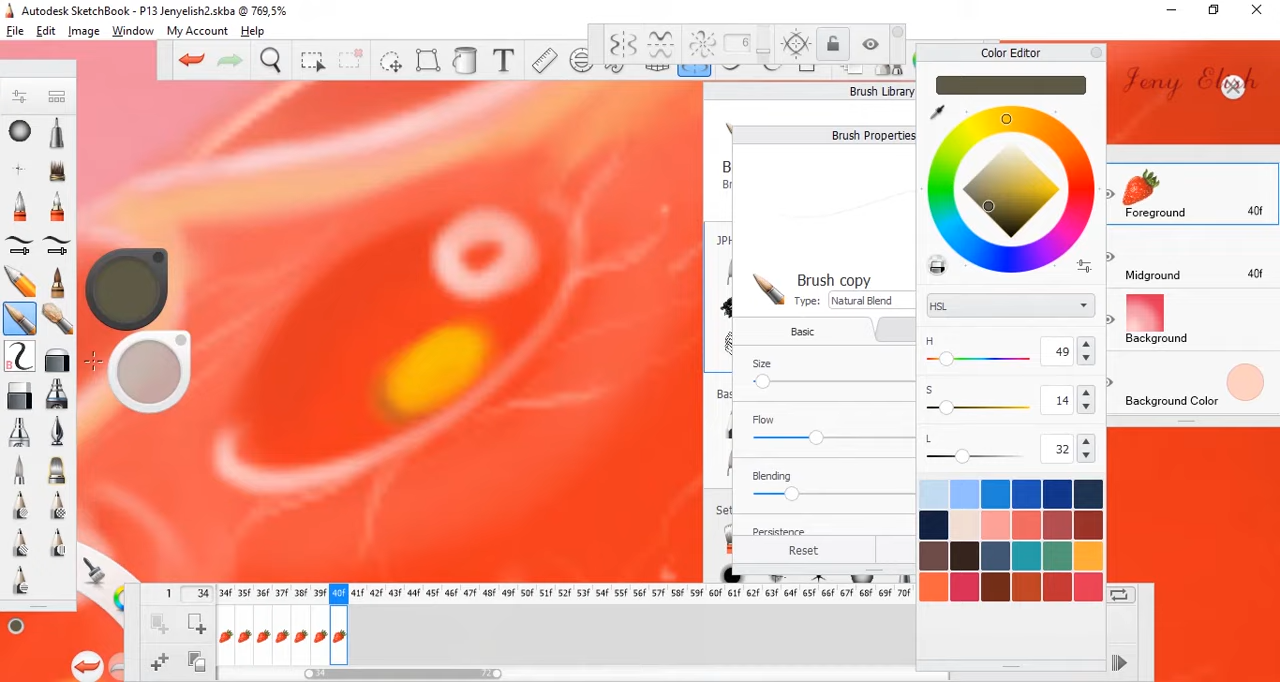 Autodesk SketchBook - P13 Jenyelish2.skba @ 769,5%
File Edit Image Window My Account Help
T
6
Color Editor
Jeny Elish
Brush Library
Brush Properties
B
Br
Foreground 40f
JPH
Midground 40f
Brush copy
Type: Natural Blend
HSL
Background
Basic
H 49
Size
S 14
Background Color
Flow
L 32
Blending
Set
Persistence
Reset
B
1 34 34f 35f 36f 37f 38f 39f 40f 41f 42f 43f 44f 45f 46f 47f 48f 49f 50f 51f 52f 53f 54f 55f 56f 57f 58f 59f 60f 61f 62f 63f 64f 65f 66f 67f 68f 69f 70f
34 72